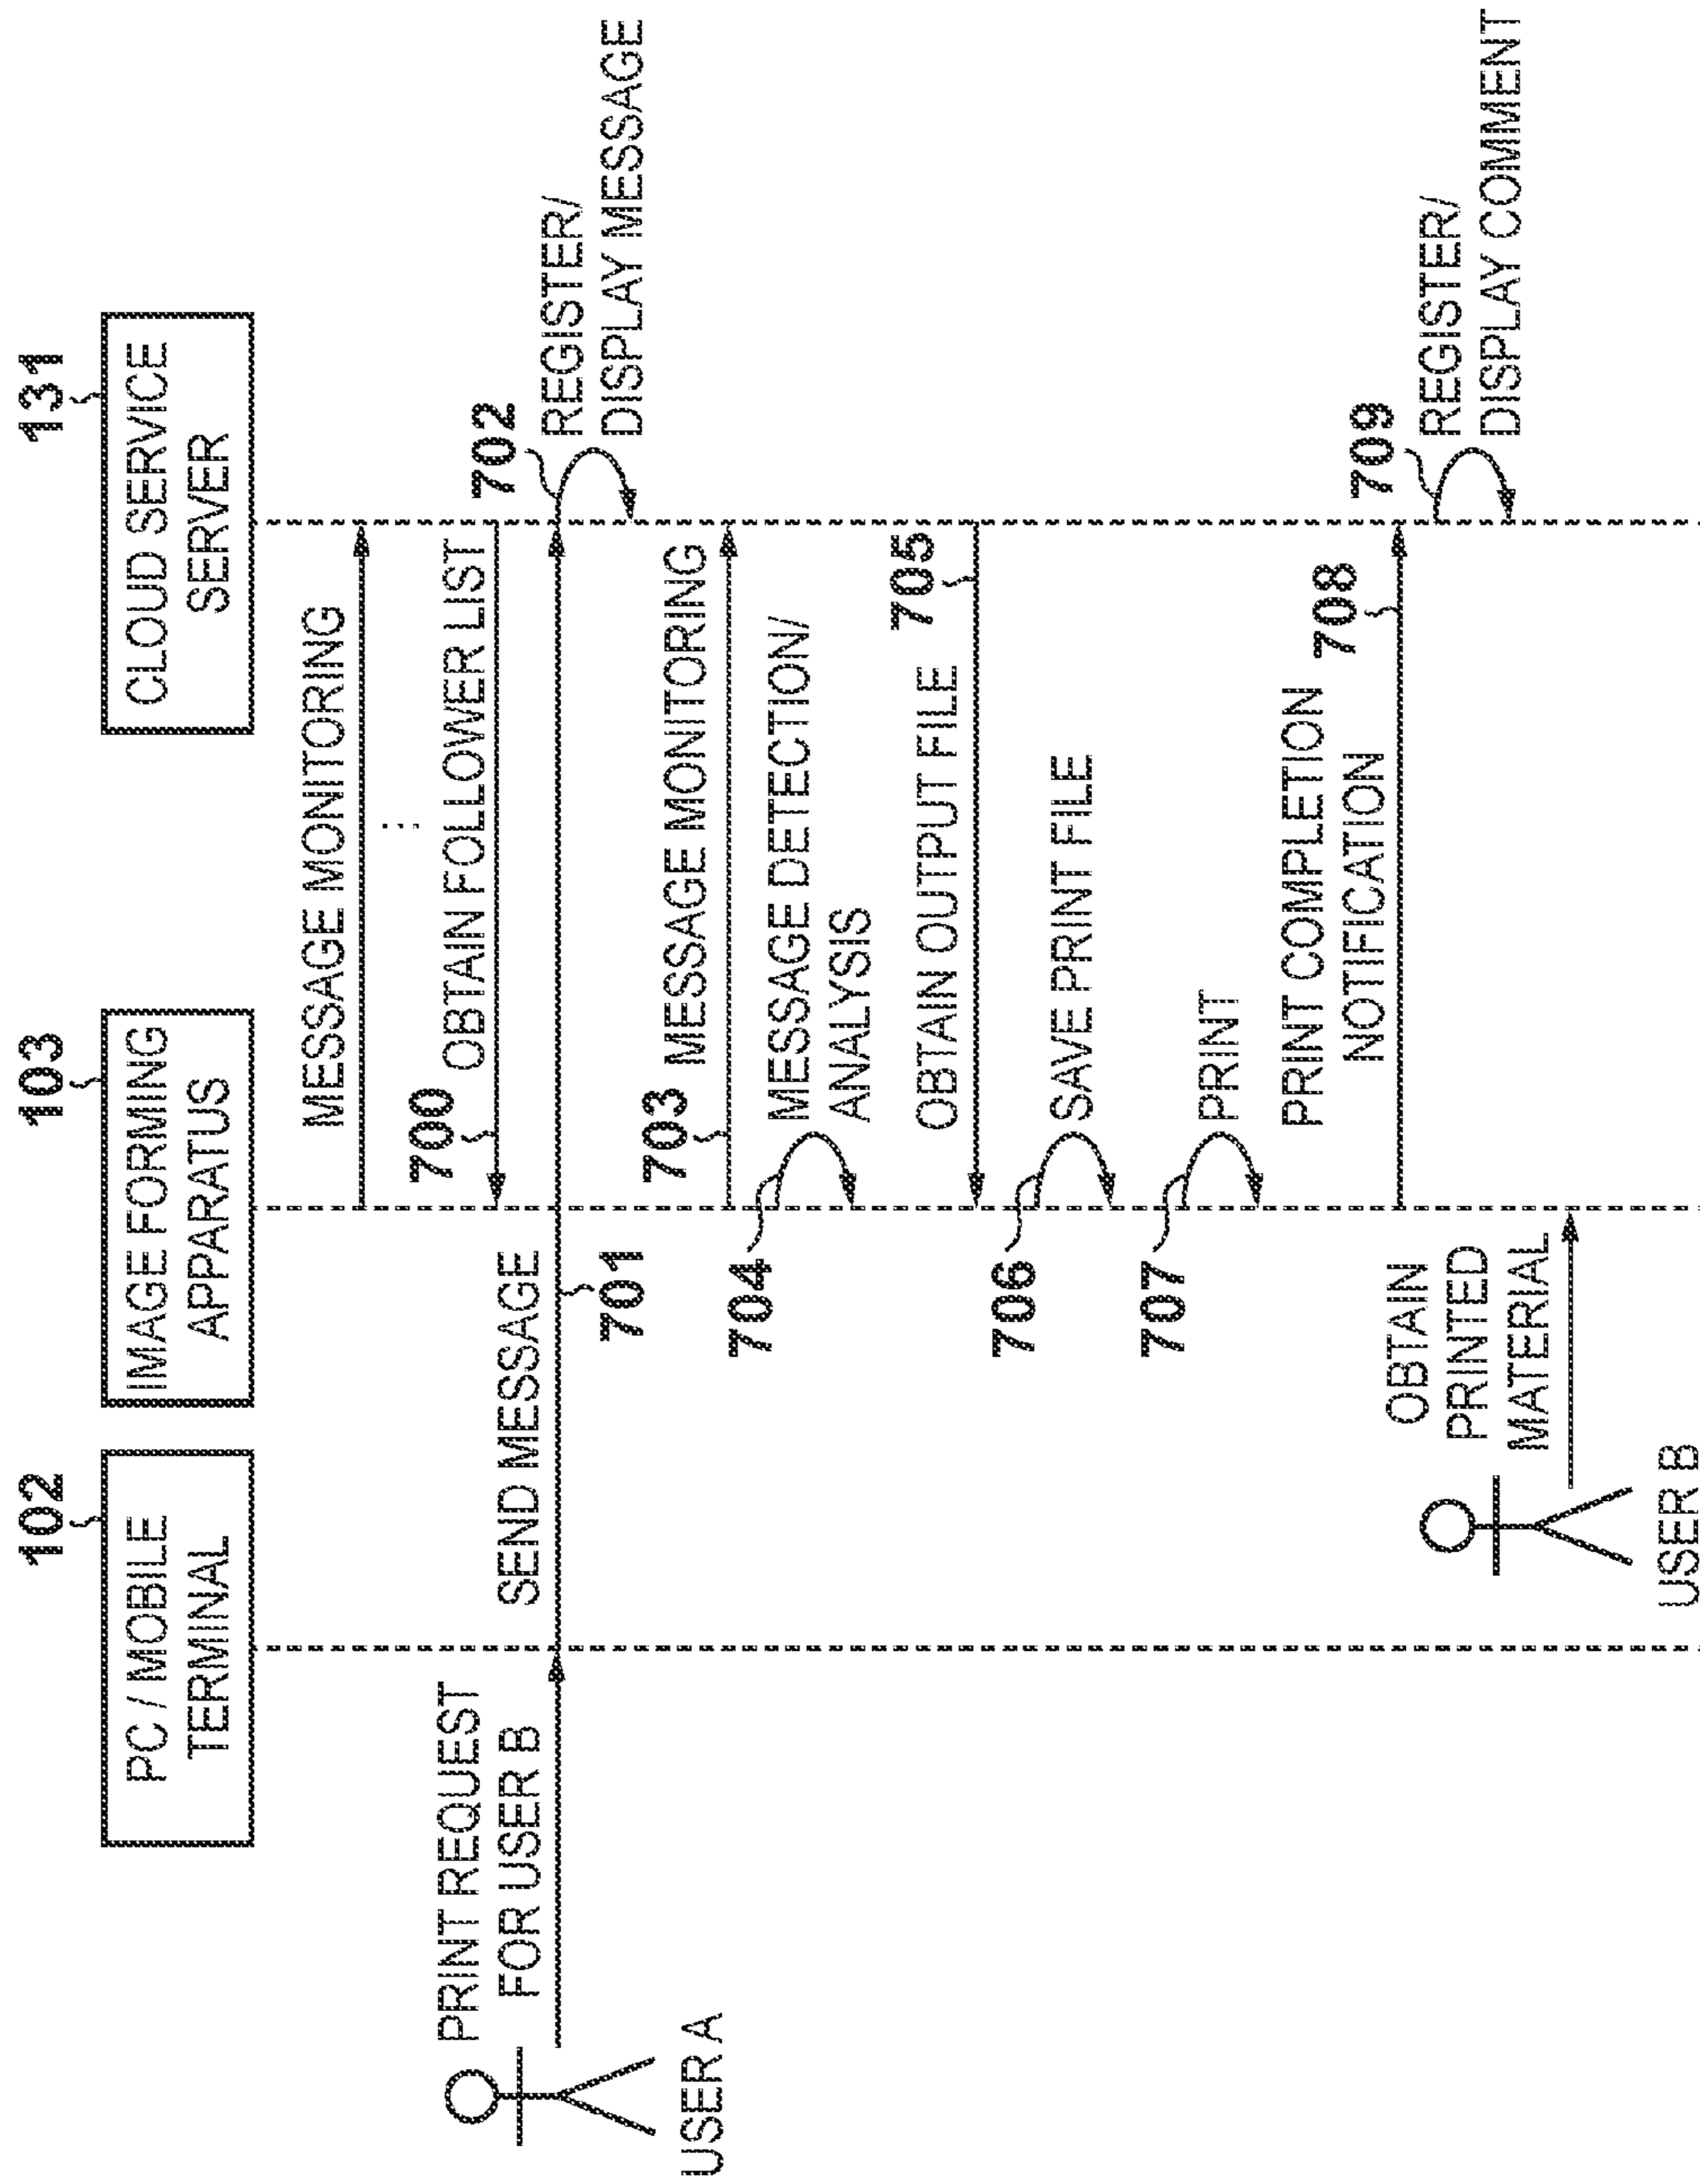 102
PC / MOBILE
TERMINAL
103
IMAGE FORMING
APPARATUS
131
CLOUD SERVICE
SERVER
MESSAGE MONITORING
700
OBTAIN FOLLOWER LIST
PRINT REQUEST
FOR USER B
USER A
SEND MESSAGE
701
702
REGISTER/
DISPLAY MESSAGE
703
MESSAGE MONITORING
704
MESSAGE DETECTION/
ANALYSIS
OBTAIN OUTPUT FILE
705
706
SAVE PRINT FILE
707
PRINT
PRINT COMPLETION
NOTIFICATION
708
709
REGISTER/
DISPLAY COMMENT
OBTAIN
PRINTED
MATERIAL
USER B